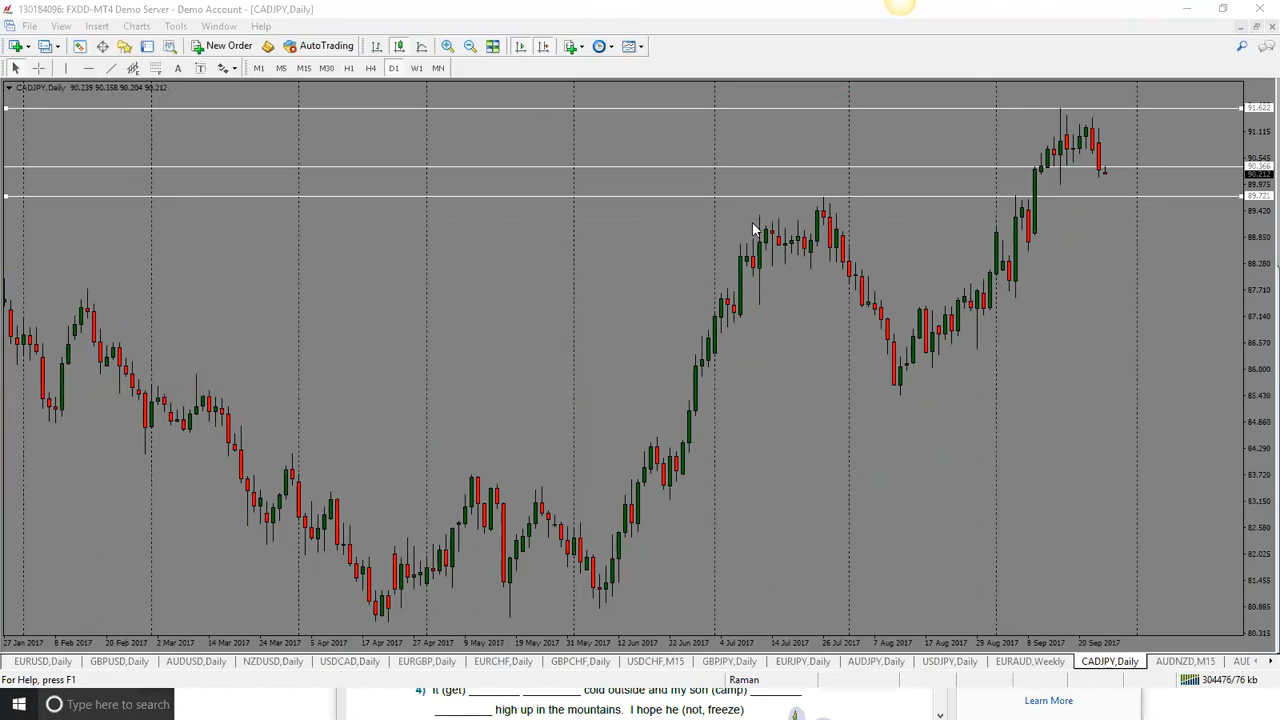 130184096: FXDD-MT4 Demo Server - Demo Account - [CADJPY,Daily]
File View Insert Charts Tools Window Help
New Order AutoTrading
A T M1 M5 M15 M30 H1 H4 D1 W1 MN
CADJPY,Daily 90.239 90.358 90.204 90.212
91.622
91.115
90.545
90.366
90.212
89.975
89.721
89.420
88.850
88.280
87.710
87.140
86.570
86.000
85.430
84.860
84.290
83.720
83.150
82.580
82.025
81.455
80.885
80.315
27 Jan 2017 8 Feb 2017 20 Feb 2017 2 Mar 2017 14 Mar 2017 24 Mar 2017 5 Apr 2017 17 Apr 2017 27 Apr 2017 9 May 2017 19 May 2017 31 May 2017 12 Jun 2017 22 Jun 2017 4 Jul 2017 14 Jul 2017 26 Jul 2017 7 Aug 2017 17 Aug 2017 29 Aug 2017 8 Sep 2017 20 Sep 2017
EURUSD,Daily GBPUSD,Daily AUDUSD,Daily NZDUSD,Daily USDCAD,Daily EURGBP,Daily EURCHF,Daily GBPCHF,Daily USDCHF,M15 GBPJPY,Daily EURJPY,Daily AUDJPY,Daily USDJPY,Daily EURAUD,Weekly CADJPY,Daily AUDNZD,M15 AUD
For Help, press F1 Raman 304476/76 kb
Type here to search
4) It (get) _______ _________ cold outside and my son (camp) _________
_________ high up in the mountains. I hope he (not, freeze)
Learn More